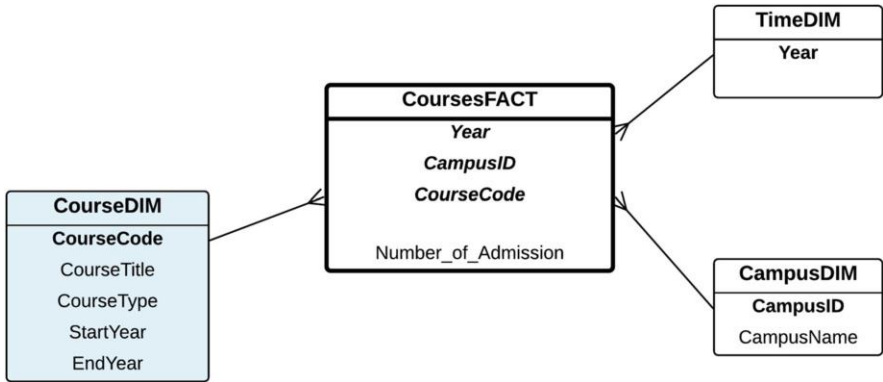 TimeDIM
Year
CoursesFACT
Year
CampusID
CourseCode
Number_of_Admission
CourseDIM
CourseCode
CourseTitle
CourseType
StartYear
EndYear
CampusDIM
CampusID
CampusName